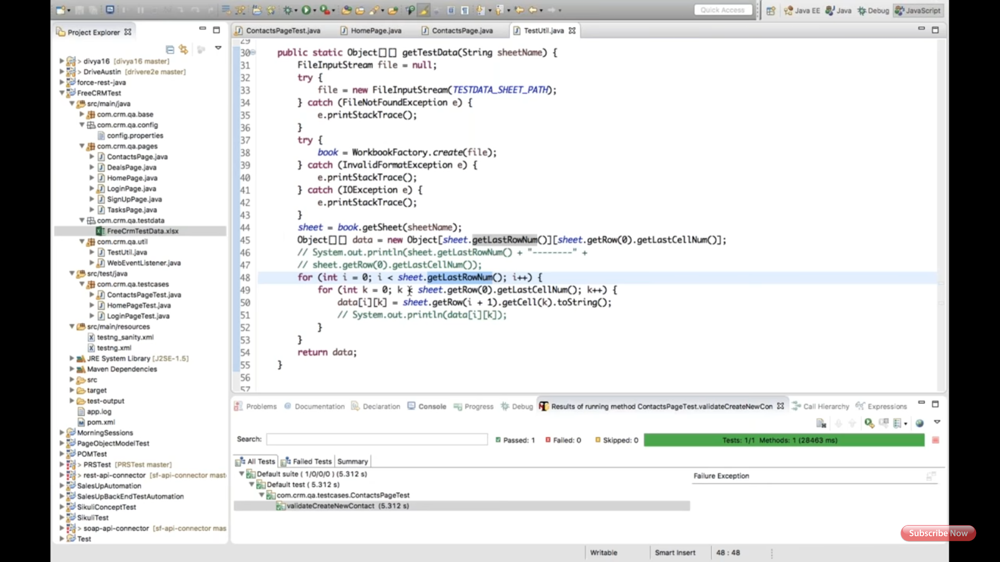 Quick Access
Java EE
Java
Debug
JavaScript
Project Explorer
> divya16 [divya16 master]
> DriveAustin [drivere2e master]
force-rest-java
FreeCRMTest
src/main/java
com.crm.qa.base
com.crm.qa.config
config.properties
com.crm.qa.pages
ContactsPage.java
DealsPage.java
HomePage.java
LoginPage.java
SignUpPage.java
TasksPage.java
com.crm.qa.testdata
FreeCrmTestData.xlsx
com.crm.qa.util
TestUtil.java
WebEventListener.java
src/test/java
com.crm.qa.testcases
ContactsPageTest.java
HomePageTest.java
LoginPageTest.java
src/main/resources
testng_sanity.xml
testng.xml
JRE System Library [J2SE-1.5]
Maven Dependencies
src
target
test-output
app.log
pom.xml
MorningSessions
PageObjectModelTest
POMTest
> PRSTest [PRSTest master]
> rest-api-connector [sf-api-connector mast
SalesUpAutomation
SalesUpBackEndTestAutomation
SikuliConceptTest
SikuliTest
> soap-api-connector [sf-api-connector mas
Test
ContactsPageTest.java
HomePage.java
ContactsPage.java
TestUtil.java
29
30 public static Object[][] getTestData(String sheetName) {
31 FileInputStream file = null;
32 try {
33 file = new FileInputStream(TESTDATA_SHEET_PATH);
34 } catch (FileNotFoundException e) {
35 e.printStackTrace();
36 }
37 try {
38 book = WorkbookFactory.create(file);
39 } catch (InvalidFormatException e) {
40 e.printStackTrace();
41 } catch (IOException e) {
42 e.printStackTrace();
43 }
44 sheet = book.getSheet(sheetName);
45 Object[][] data = new Object[sheet.getLastRowNum()][sheet.getRow(0).getLastCellNum()];
46 // System.out.println(sheet.getLastRowNum() + "--------" +
47 // sheet.getRow(0).getLastCellNum());
48 for (int i = 0; i < sheet.getLastRowNum(); i++) {
49 for (int k = 0; k < sheet.getRow(0).getLastCellNum(); k++) {
50 data[i][k] = sheet.getRow(i + 1).getCell(k).toString();
51 // System.out.println(data[i][k]);
52 }
53 }
54 return data;
55 }
56
57
Problems
@ Documentation
Declaration
Console
Progress
Debug
Results of running method ContactsPageTest.validateCreateNewCon
Call Hierarchy
Expressions
Search:
Passed: 1
Failed: 0
Skipped: 0
Tests: 1/1 Methods: 1 (28463 ms)
All Tests
Failed Tests
Summary
Default suite ( 1/0/0/0 ) (5.312 s)
Default test ( 5.312 s)
com.crm.qa.testcases.ContactsPageTest
validateCreateNewContact (5.312 s)
Failure Exception
Subscribe Now
Writable
Smart Insert
48 : 48